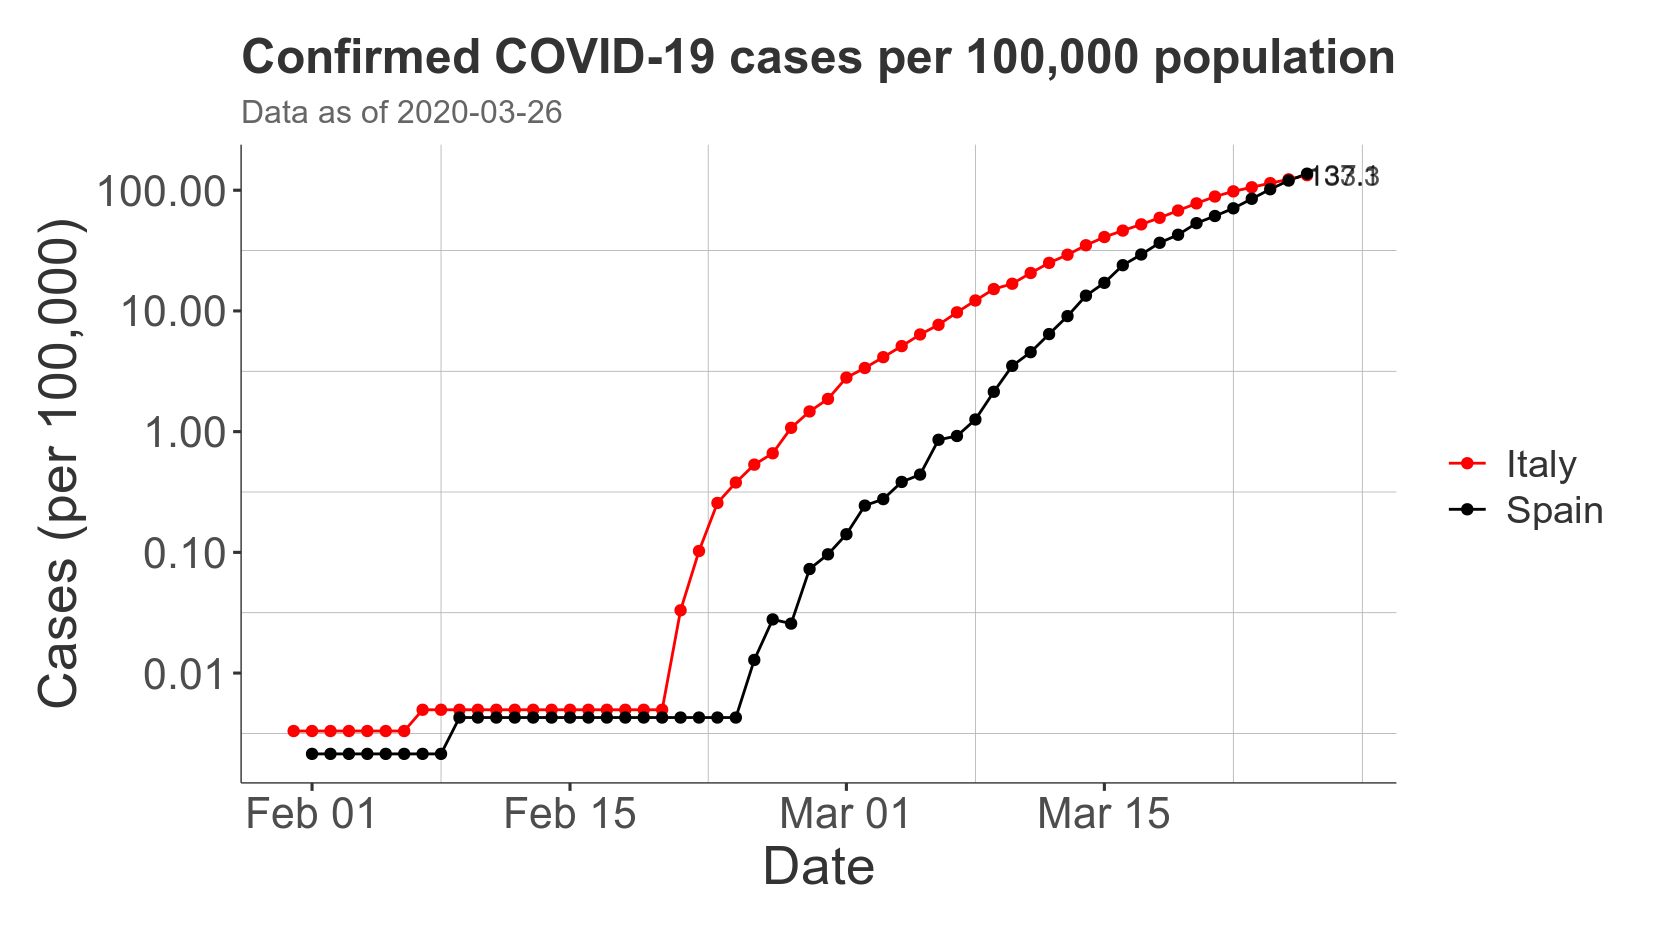 Confirmed COVID-19 cases per 100,000 population
Data as of 2020-03-26
Cases (per 100,000)
100.00
10.00
1.00
0.10
0.01
Feb 01
Feb 15
Mar 01
Mar 15
Date
Italy
Spain